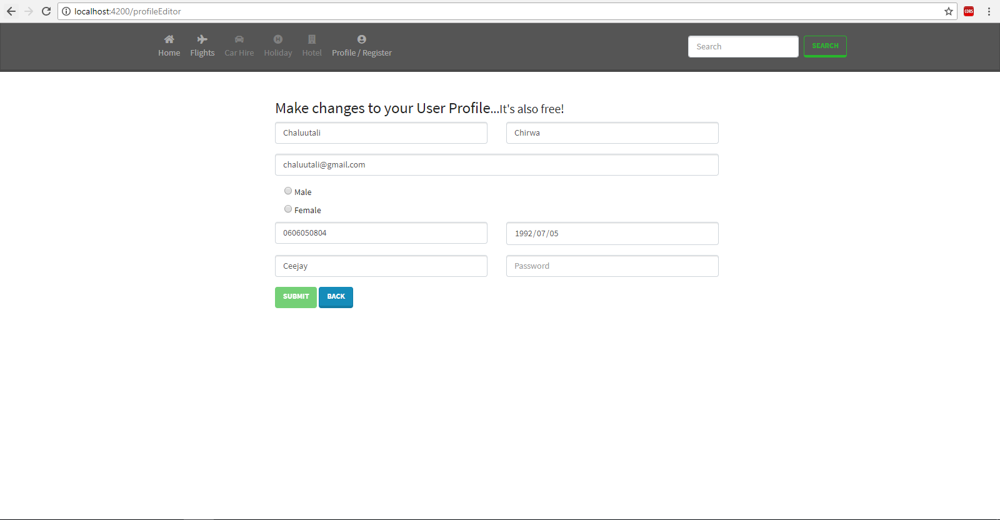 localhost:4200/profileEditor
CORS
Home Flights Car Hire Holiday Hotel Profile / Register Search SEARCH
H
Make changes to your User Profile...It's also free!
Chaluutali Chirwa
chaluutali@gmail.com
Male
Female
0606050804 1992/07/05
Ceejay Password
SUBMIT BACK